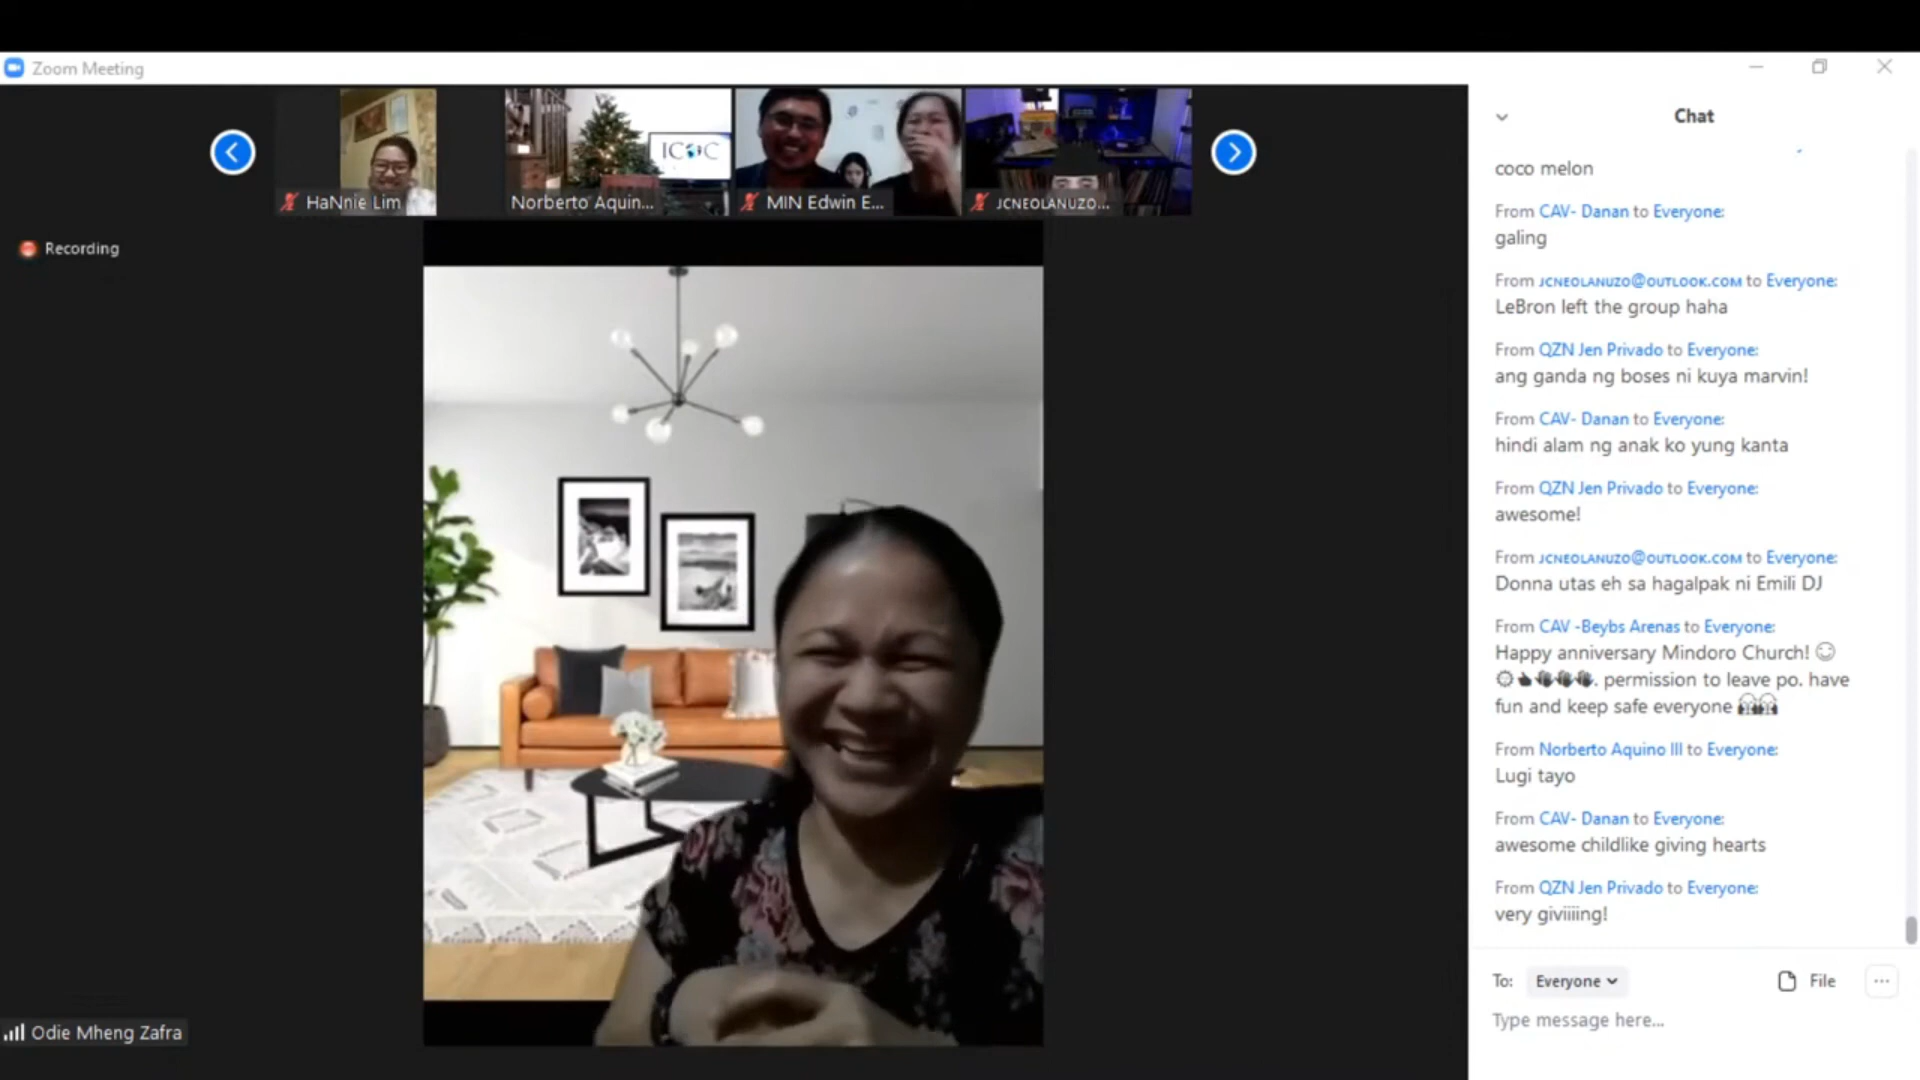 Zoom Meeting
HaNnie Lim
Norberto Aquin...
ICOC
MIN Edwin E...
JCNEOLANUZO...
Recording
Odie Mheng Zafra
Chat
coco melon
From CAV- Danan to Everyone:
galing
From JCNEOLANUZO@OUTLOOK.COM to Everyone:
LeBron left the group haha
From QZN Jen Privado to Everyone:
ang ganda ng boses ni kuya marvin!
From CAV- Danan to Everyone:
hindi alam ng anak ko yung kanta
From QZN Jen Privado to Everyone:
awesome!
From JCNEOLANUZO@OUTLOOK.COM to Everyone:
Donna utas eh sa hagalpak ni Emili DJ
From CAV -Beybs Arenas to Everyone:
Happy anniversary Mindoro Church! 
. permission to leave po. have
fun and keep safe everyone
From Norberto Aquino III to Everyone:
Lugi tayo
From CAV- Danan to Everyone:
awesome childlike giving hearts
From QZN Jen Privado to Everyone:
very giviiiing!
To: Everyone File
Type message here...